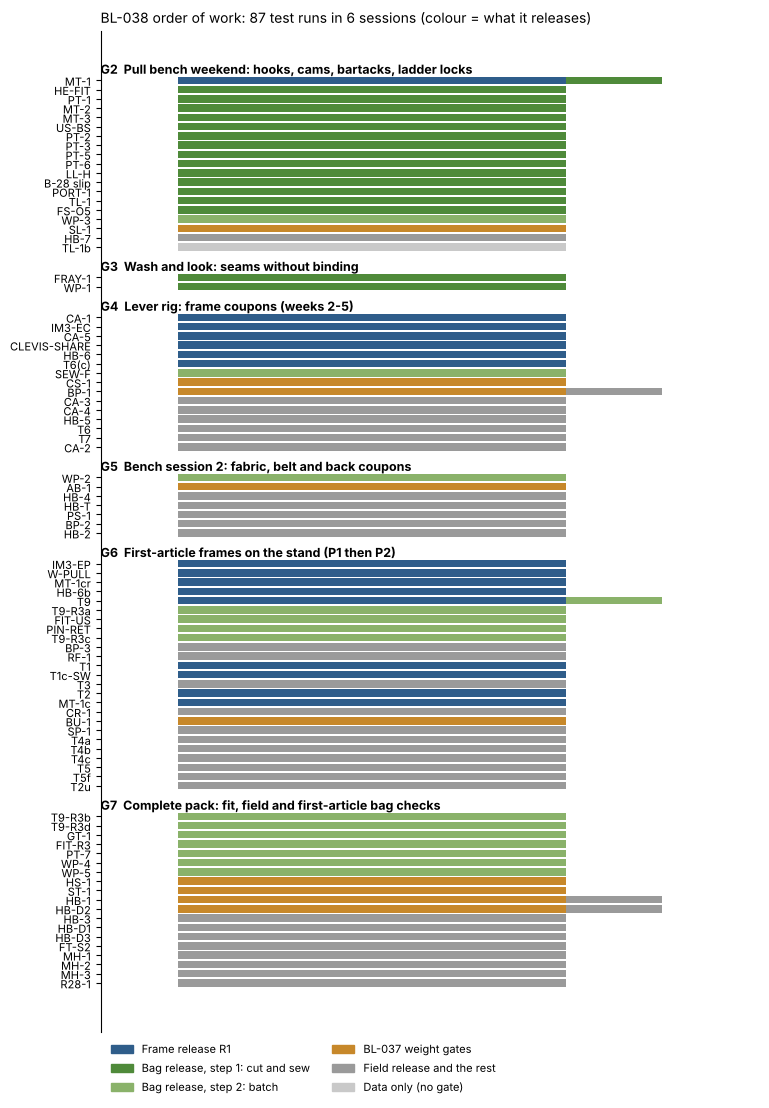 BL-038 order of work: 87 test runs in 6 sessions (colour = what it releases)
G2 Pull bench weekend: hooks, cams, bartacks, ladder locks
MT-1
HE-FIT
PT-1
MT-2
MT-3
US-BS
PT-2
PT-3
PT-5
PT-6
LL-H
B-28 slip
PORT-1
TL-1
FS-O5
WP-3
SL-1
HB-7
TL-1b
G3 Wash and look: seams without binding
FRAY-1
WP-1
G4 Lever rig: frame coupons (weeks 2-5)
CA-1
IM3-EC
CA-5
CLEVIS-SHARE
HB-6
T6(c)
SEW-F
CS-1
BP-1
CA-3
CA-4
HB-5
T6
T7
CA-2
G5 Bench session 2: fabric, belt and back coupons
WP-2
AB-1
HB-4
HB-T
PS-1
BP-2
HB-2
G6 First-article frames on the stand (P1 then P2)
IM3-EP
W-PULL
MT-1cr
HB-6b
T9
T9-R3a
FIT-US
PIN-RET
T9-R3c
BP-3
RF-1
T1
T1c-SW
T3
T2
MT-1c
CR-1
BU-1
SP-1
T4a
T4b
T4c
T5
T5f
T2u
G7 Complete pack: fit, field and first-article bag checks
T9-R3b
T9-R3d
GT-1
FIT-R3
PT-7
WP-4
WP-5
HS-1
ST-1
HB-1
HB-D2
HB-3
HB-D1
HB-D3
FT-S2
MH-1
MH-2
MH-3
R28-1
Frame release R1
Bag release, step 1: cut and sew
Bag release, step 2: batch
BL-037 weight gates
Field release and the rest
Data only (no gate)